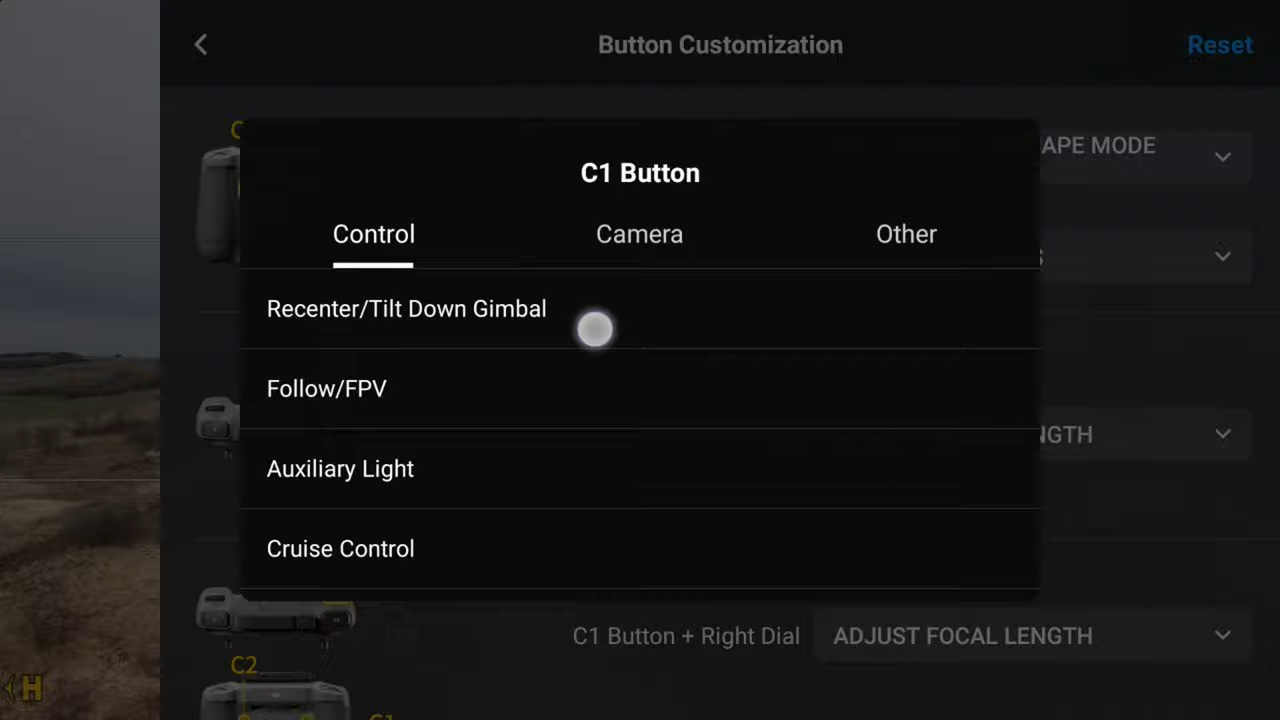 Button Customization
Reset
C
APE MODE
C1 Button
Control
Camera
Other
S
Recenter/Tilt Down Gimbal
Follow/FPV
NGTH
Auxiliary Light
Cruise Control
C1 Button + Right Dial
ADJUST FOCAL LENGTH
C2
H
C1